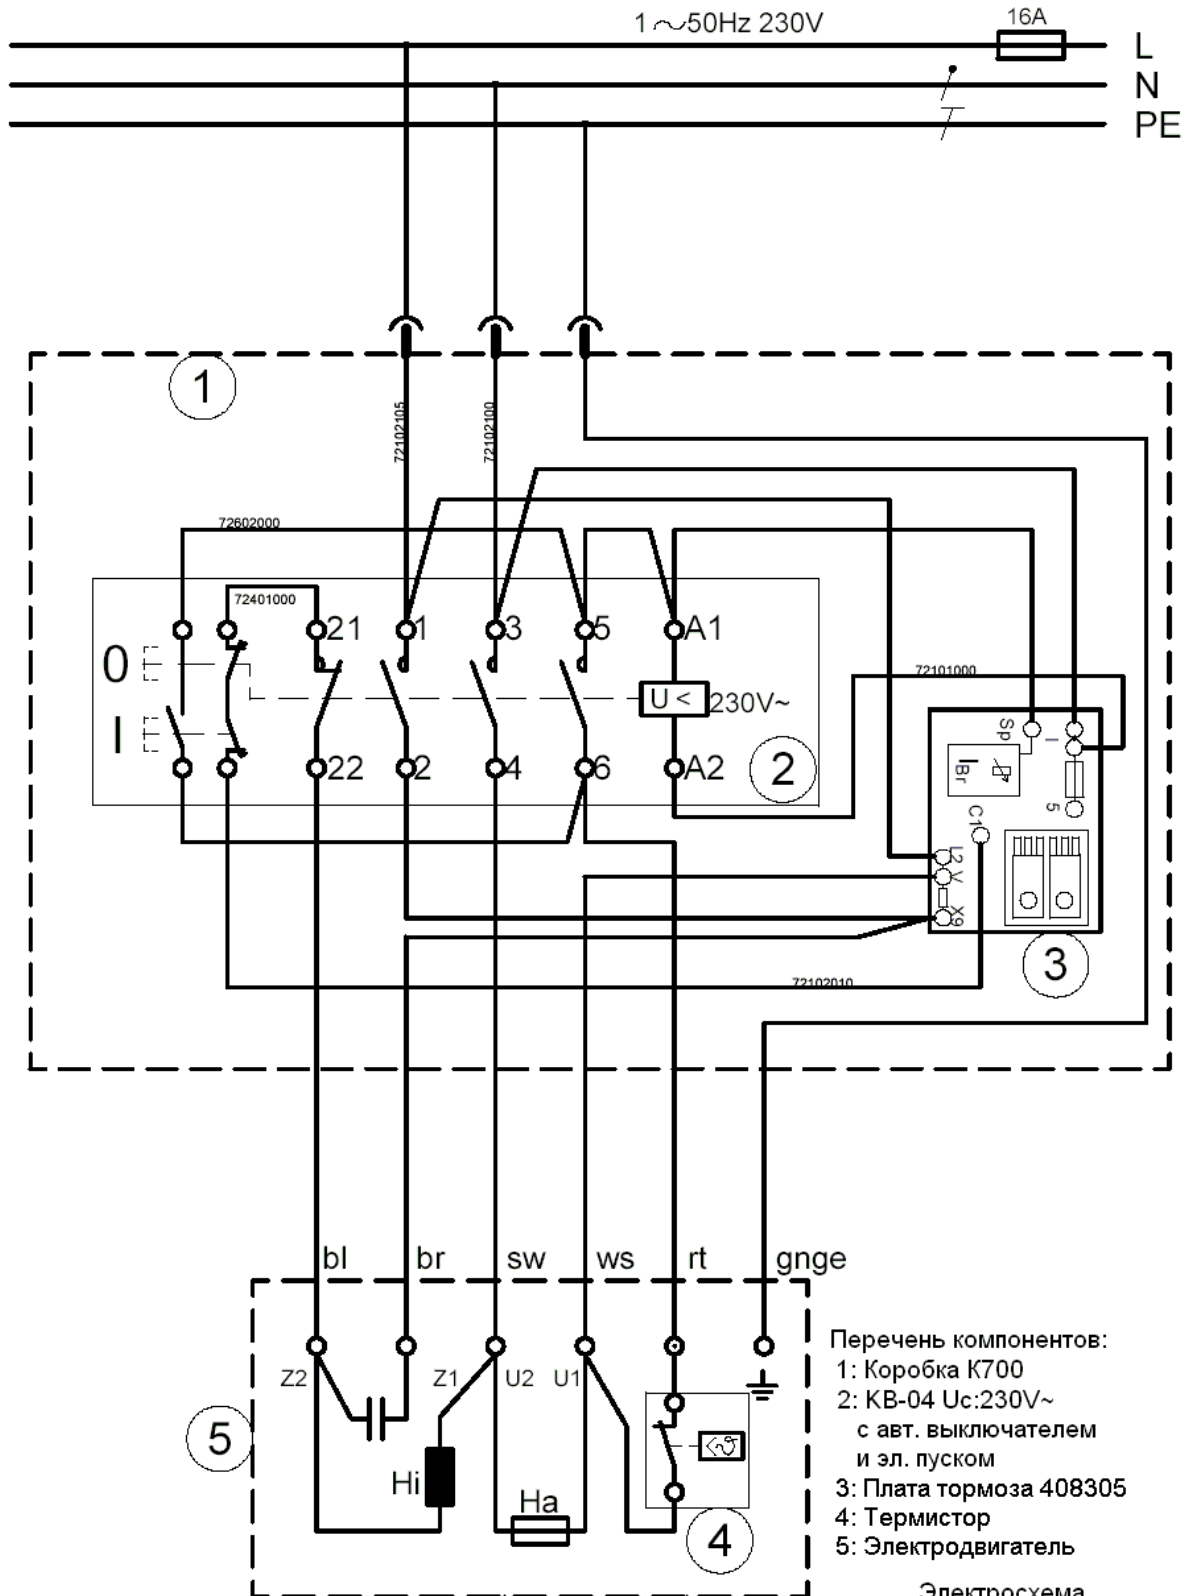 1~50Hz 230V
16A
L
N
PE
1
72102105
72102100
72602000
72401000
21
1
3
5
A1
0
U <
230V~
I
22
2
4
6
A2
2
72101000
Sp
I
I Br
5
C1
L2
V
X9
3
72102010
bl
br
sw
ws
rt
gnge
Z2
Z1
U2
U1
5
Hi
Ha
4
Перечень компонентов:
1: Коробка К700
2: КВ-04 Uc:230V~
с авт. выключателем
и эл. пуском
3: Плата тормоза 408305
4: Термистор
5: Электродвигатель
Электросхема